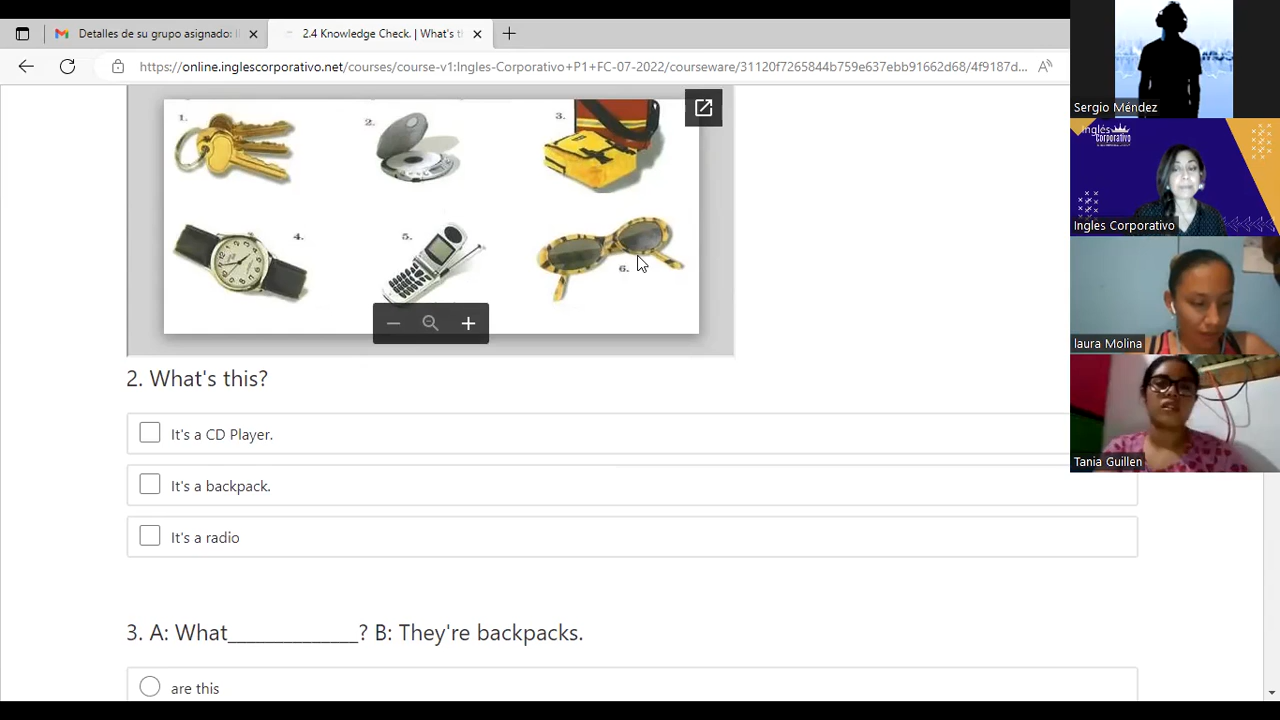 Detalles de su grupo asignado: I
2.4 Knowledge Check. | What's th
https://online.inglescorporativo.net/courses/course-v1:Ingles-Corporativo+P1+FC-07-2022/courseware/31120f7265844b759e637ebb91662d68/4f9187d...
Sergio Méndez
Inglés
Corporativo
Ingles Corporativo
laura Molina
Tania Guillen
1.
2.
3.
4.
5.
6.
2. What's this?
It's a CD Player.
It's a backpack.
It's a radio
3. A: What______________? B: They're backpacks.
are this